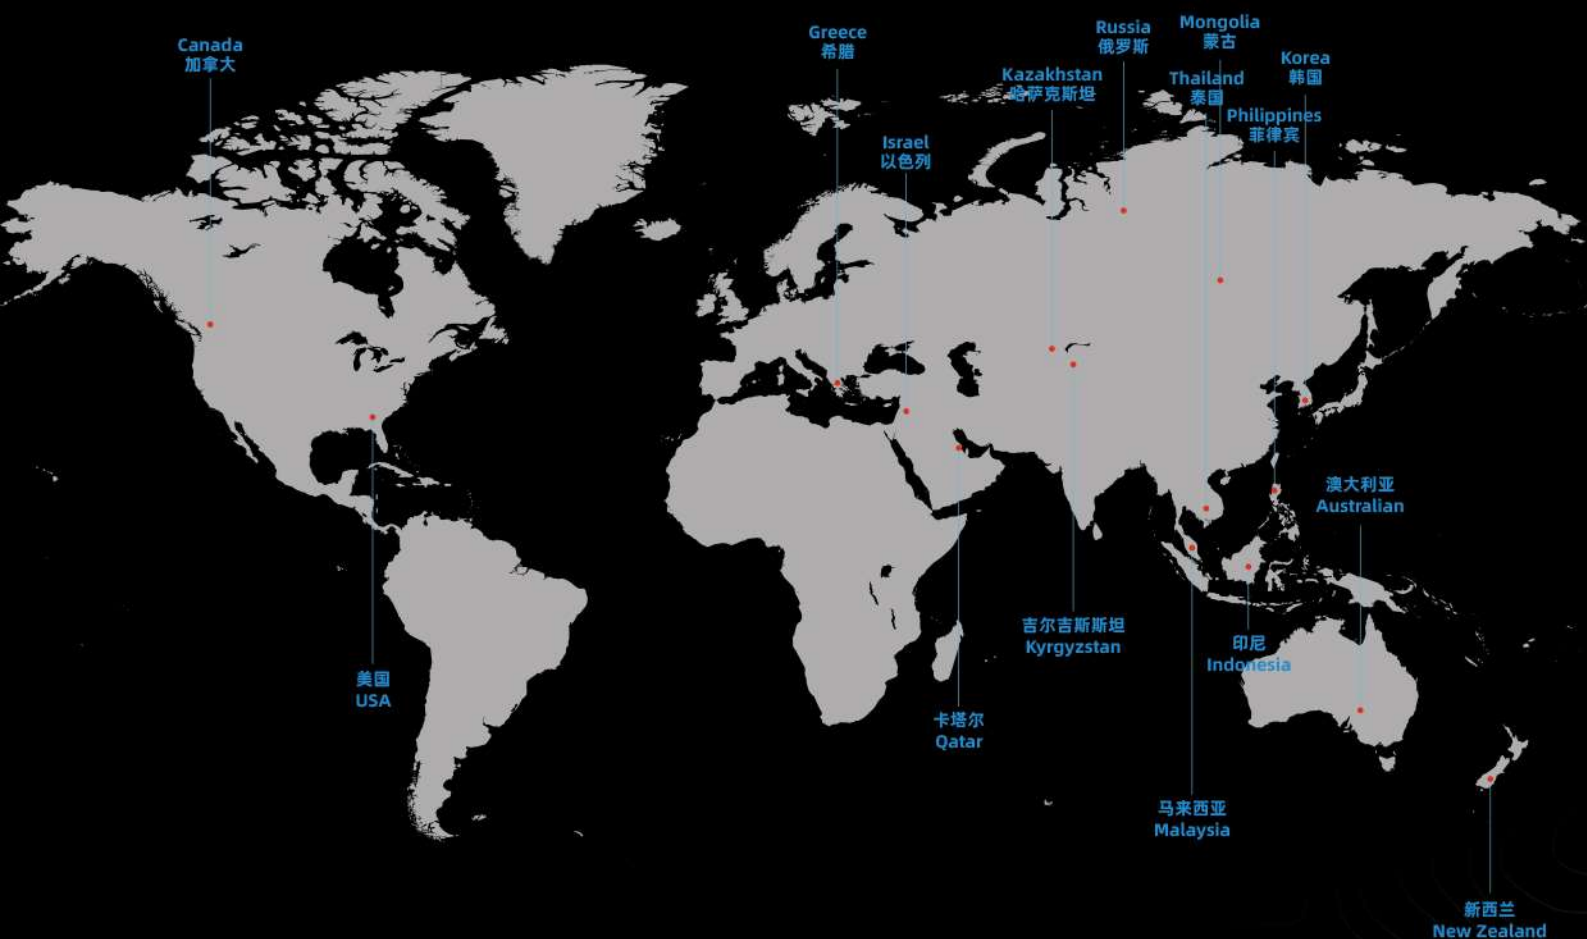 Canada
加拿大
Greece
希腊
Israel
以色列
Kazakhstan
哈萨克斯坦
Russia
俄罗斯
Mongolia
蒙古
Thailand
泰国
Korea
韩国
Philippines
菲律宾
澳大利亚
Australian
吉尔吉斯斯坦
Kyrgyzstan
印尼
Indonesia
美国
USA
卡塔尔
Qatar
马来西亚
Malaysia
新西兰
New Zealand